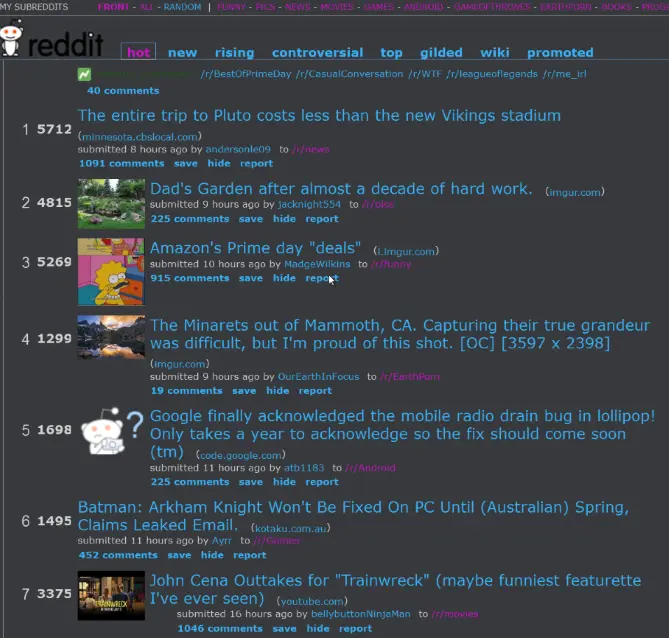 MY SUBREDDITS FRONT - ALL - RANDOM | FUNNY - PICS - NEWS - MOVIES - GAMES - ANDROID - GAMEOFTHRONES - EARTHPORN - BOOKS -
reddit hot new rising controversial top gilded wiki promoted
/r/BestOfPrimeDay /r/CasualConversation /r/WTF /r/leagueoflegends /r/me_irl
40 comments
The entire trip to Pluto costs less than the new Vikings stadium
1 5712
(minnesota.cbslocal.com)
submitted 8 hours ago by andersonle09 to /r/news
1091 comments save hide report
Dad's Garden after almost a decade of hard work. (imgur.com)
2 4815
submitted 9 hours ago by jacknight554 to /r/pics
225 comments save hide report
Amazon's Prime day "deals" (i.imgur.com)
3 5269
submitted 10 hours ago by MadgeWilkins to /r/funny
915 comments save hide report
The Minarets out of Mammoth, CA. Capturing their true grandeur
4 1299
was difficult, but I'm proud of this shot. [OC] [3597 x 2398]
(imgur.com)
submitted 9 hours ago by OurEarthInFocus to /r/EarthPorn
19 comments save hide report
Google finally acknowledged the mobile radio drain bug in lollipop!
5 1698
Only takes a year to acknowledge so the fix should come soon
(tm) (code.google.com)
submitted 11 hours ago by atb1183 to /r/Android
225 comments save hide report
Batman: Arkham Knight Won't Be Fixed On PC Until (Australian) Spring,
6 1495
Claims Leaked Email. (kotaku.com.au)
submitted 11 hours ago by Ayrr to /r/Games
452 comments save hide report
John Cena Outtakes for "Trainwreck" (maybe funniest featurette
7 3375
I've ever seen) (youtube.com)
TRAINWRECK
submitted 16 hours ago by bellybuttonNinjaMan to /r/movies
1046 comments save hide report